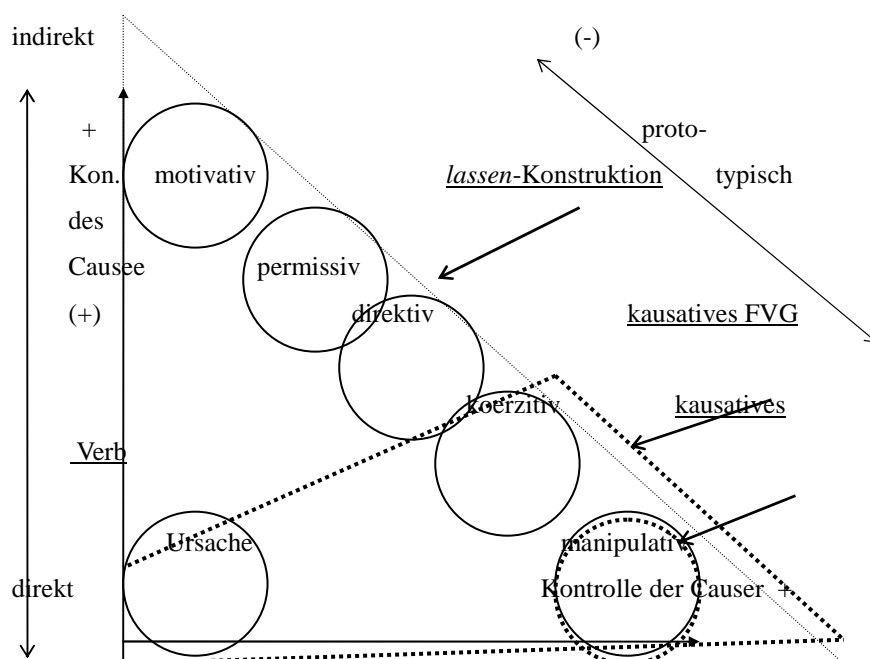 indirekt (-)
+ proto-
Kon. motivativ lassen-Konstruktion typisch
des
Causee permissiv
(+) direktiv kausatives FVG
koerzitiv kausatives
Verb
Ursache manipulativ
direkt Kontrolle der Causer +